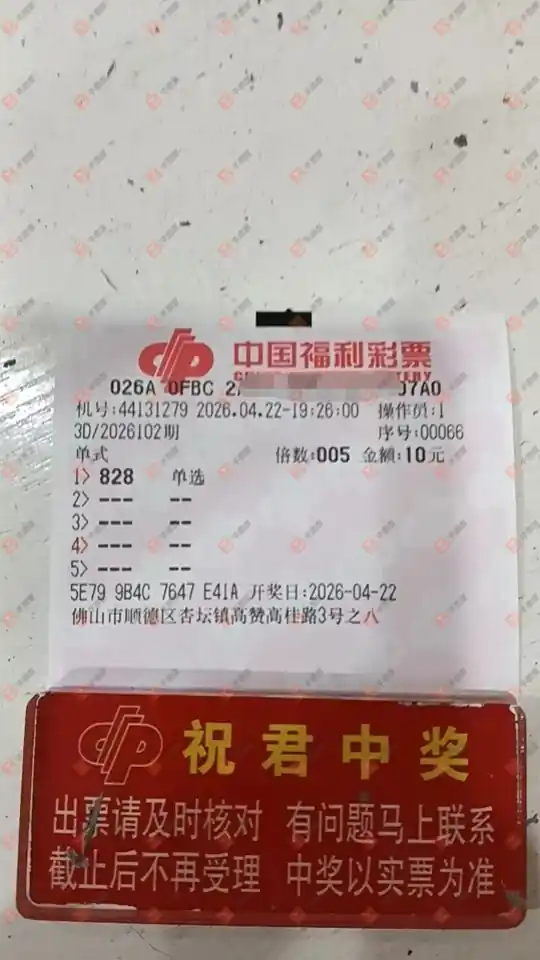 中国福利彩票
026A 0FBC 2 J7A0
机号:44131279 2026.04.22-19:26:00 操作员:1
3D/2026102期 序号:00066
单式 倍数:005 金额:10元
1> 828 单选
2> --- --
3> --- --
4> --- --
5> --- --
5E79 9B4C 7647 E41A 开奖日:2026-04-22
佛山市顺德区杏坛镇高赞高桂路3号之八
祝君中奖
出票请及时核对 有问题马上联系
截止后不再受理 中奖以实票为准